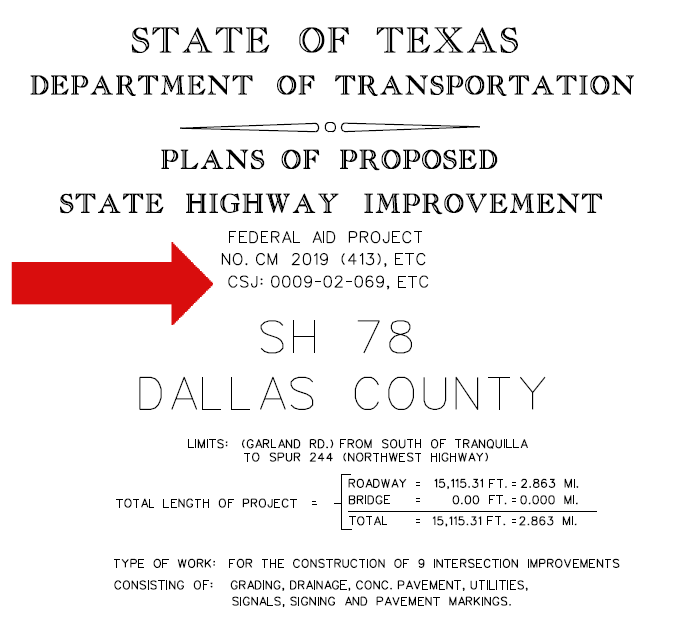 STATE OF TEXAS
DEPARTMENT OF TRANSPORTATION
PLANS OF PROPOSED
STATE HIGHWAY IMPROVEMENT
FEDERAL AID PROJECT
NO. CM 2019 (413), ETC
CSJ: 0009-02-069, ETC
SH 78
DALLAS COUNTY
LIMITS: (GARLAND RD.) FROM SOUTH OF TRANQUILLA
TO SPUR 244 (NORTHWEST HIGHWAY)
TOTAL LENGTH OF PROJECT =
ROADWAY = 15,115.31 FT. = 2.863 MI.
BRIDGE = 0.00 FT. = 0.000 MI.
TOTAL = 15,115.31 FT. = 2.863 MI.
TYPE OF WORK: FOR THE CONSTRUCTION OF 9 INTERSECTION IMPROVEMENTS
CONSISTING OF: GRADING, DRAINAGE, CONC. PAVEMENT, UTILITIES,
SIGNALS, SIGNING AND PAVEMENT MARKINGS.